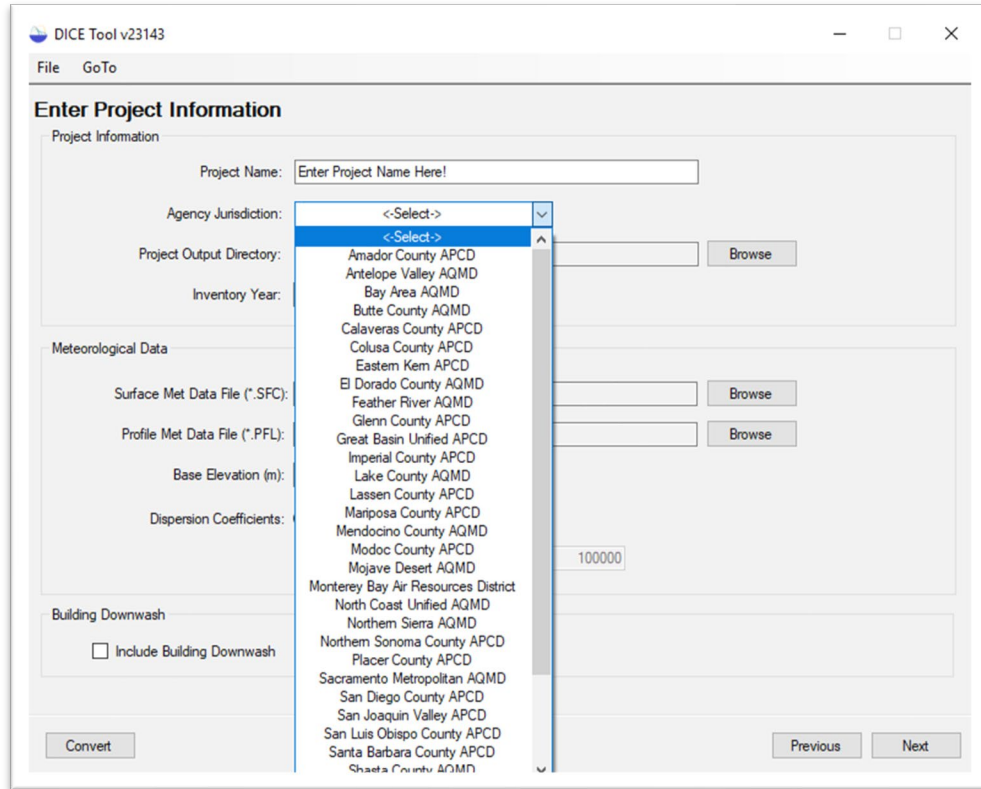 DICE Tool v23143
File GoTo
Enter Project Information
Project Information
Project Name: Enter Project Name Here!
Agency Jurisdiction: <-Select->
<-Select->
Amador County APCD
Antelope Valley AQMD
Project Output Directory: Browse
Bay Area AQMD
Inventory Year:
Butte County AQMD
Calaveras County APCD
Colusa County APCD
Meteorological Data
Eastern Kern APCD
El Dorado County AQMD
Surface Met Data File (*.SFC): Browse
Feather River AQMD
Glenn County APCD
Profile Met Data File (*.PFL): Browse
Great Basin Unified APCD
Imperial County APCD
Base Elevation (m):
Lake County AQMD
Lassen County APCD
Mariposa County APCD
Dispersion Coefficients:
Mendocino County AQMD
Modoc County APCD
100000
Mojave Desert AQMD
Monterey Bay Air Resources District
North Coast Unified AQMD
Building Downwash
Northern Sierra AQMD
Northern Sonoma County APCD
Include Building Downwash
Placer County APCD
Sacramento Metropolitan AQMD
San Diego County APCD
San Joaquin Valley APCD
San Luis Obispo County APCD
Santa Barbara County APCD
Shasta County AQMD
Convert Previous Next